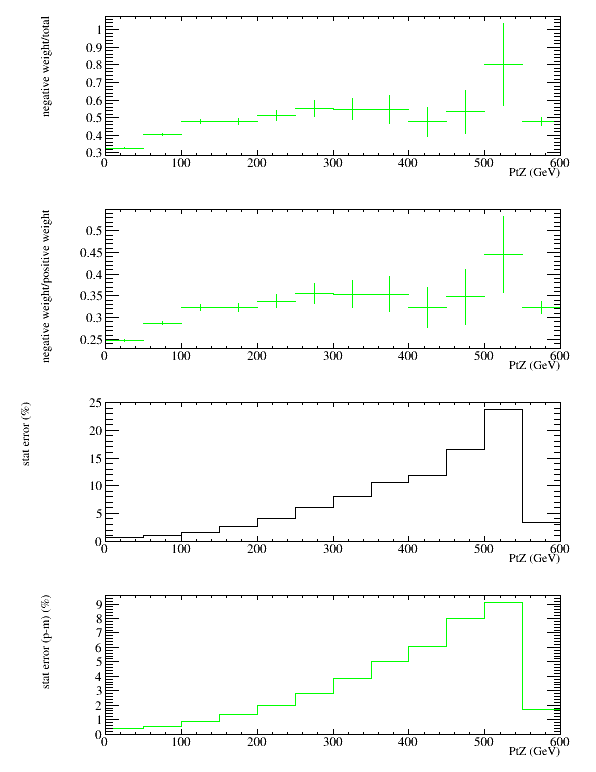 negative weight/total
1
0.9
0.8
0.7
0.6
0.5
0.4
0.3
0 100 200 300 400 500 600
PtZ (GeV)
negative weight/positive weight
0.5
0.45
0.4
0.35
0.3
0.25
0 100 200 300 400 500 600
PtZ (GeV)
stat error (%)
25
20
15
10
5
0
0 100 200 300 400 500 600
PtZ (GeV)
stat error (p-m) (%)
9
8
7
6
5
4
3
2
1
0
0 100 200 300 400 500 600
PtZ (GeV)